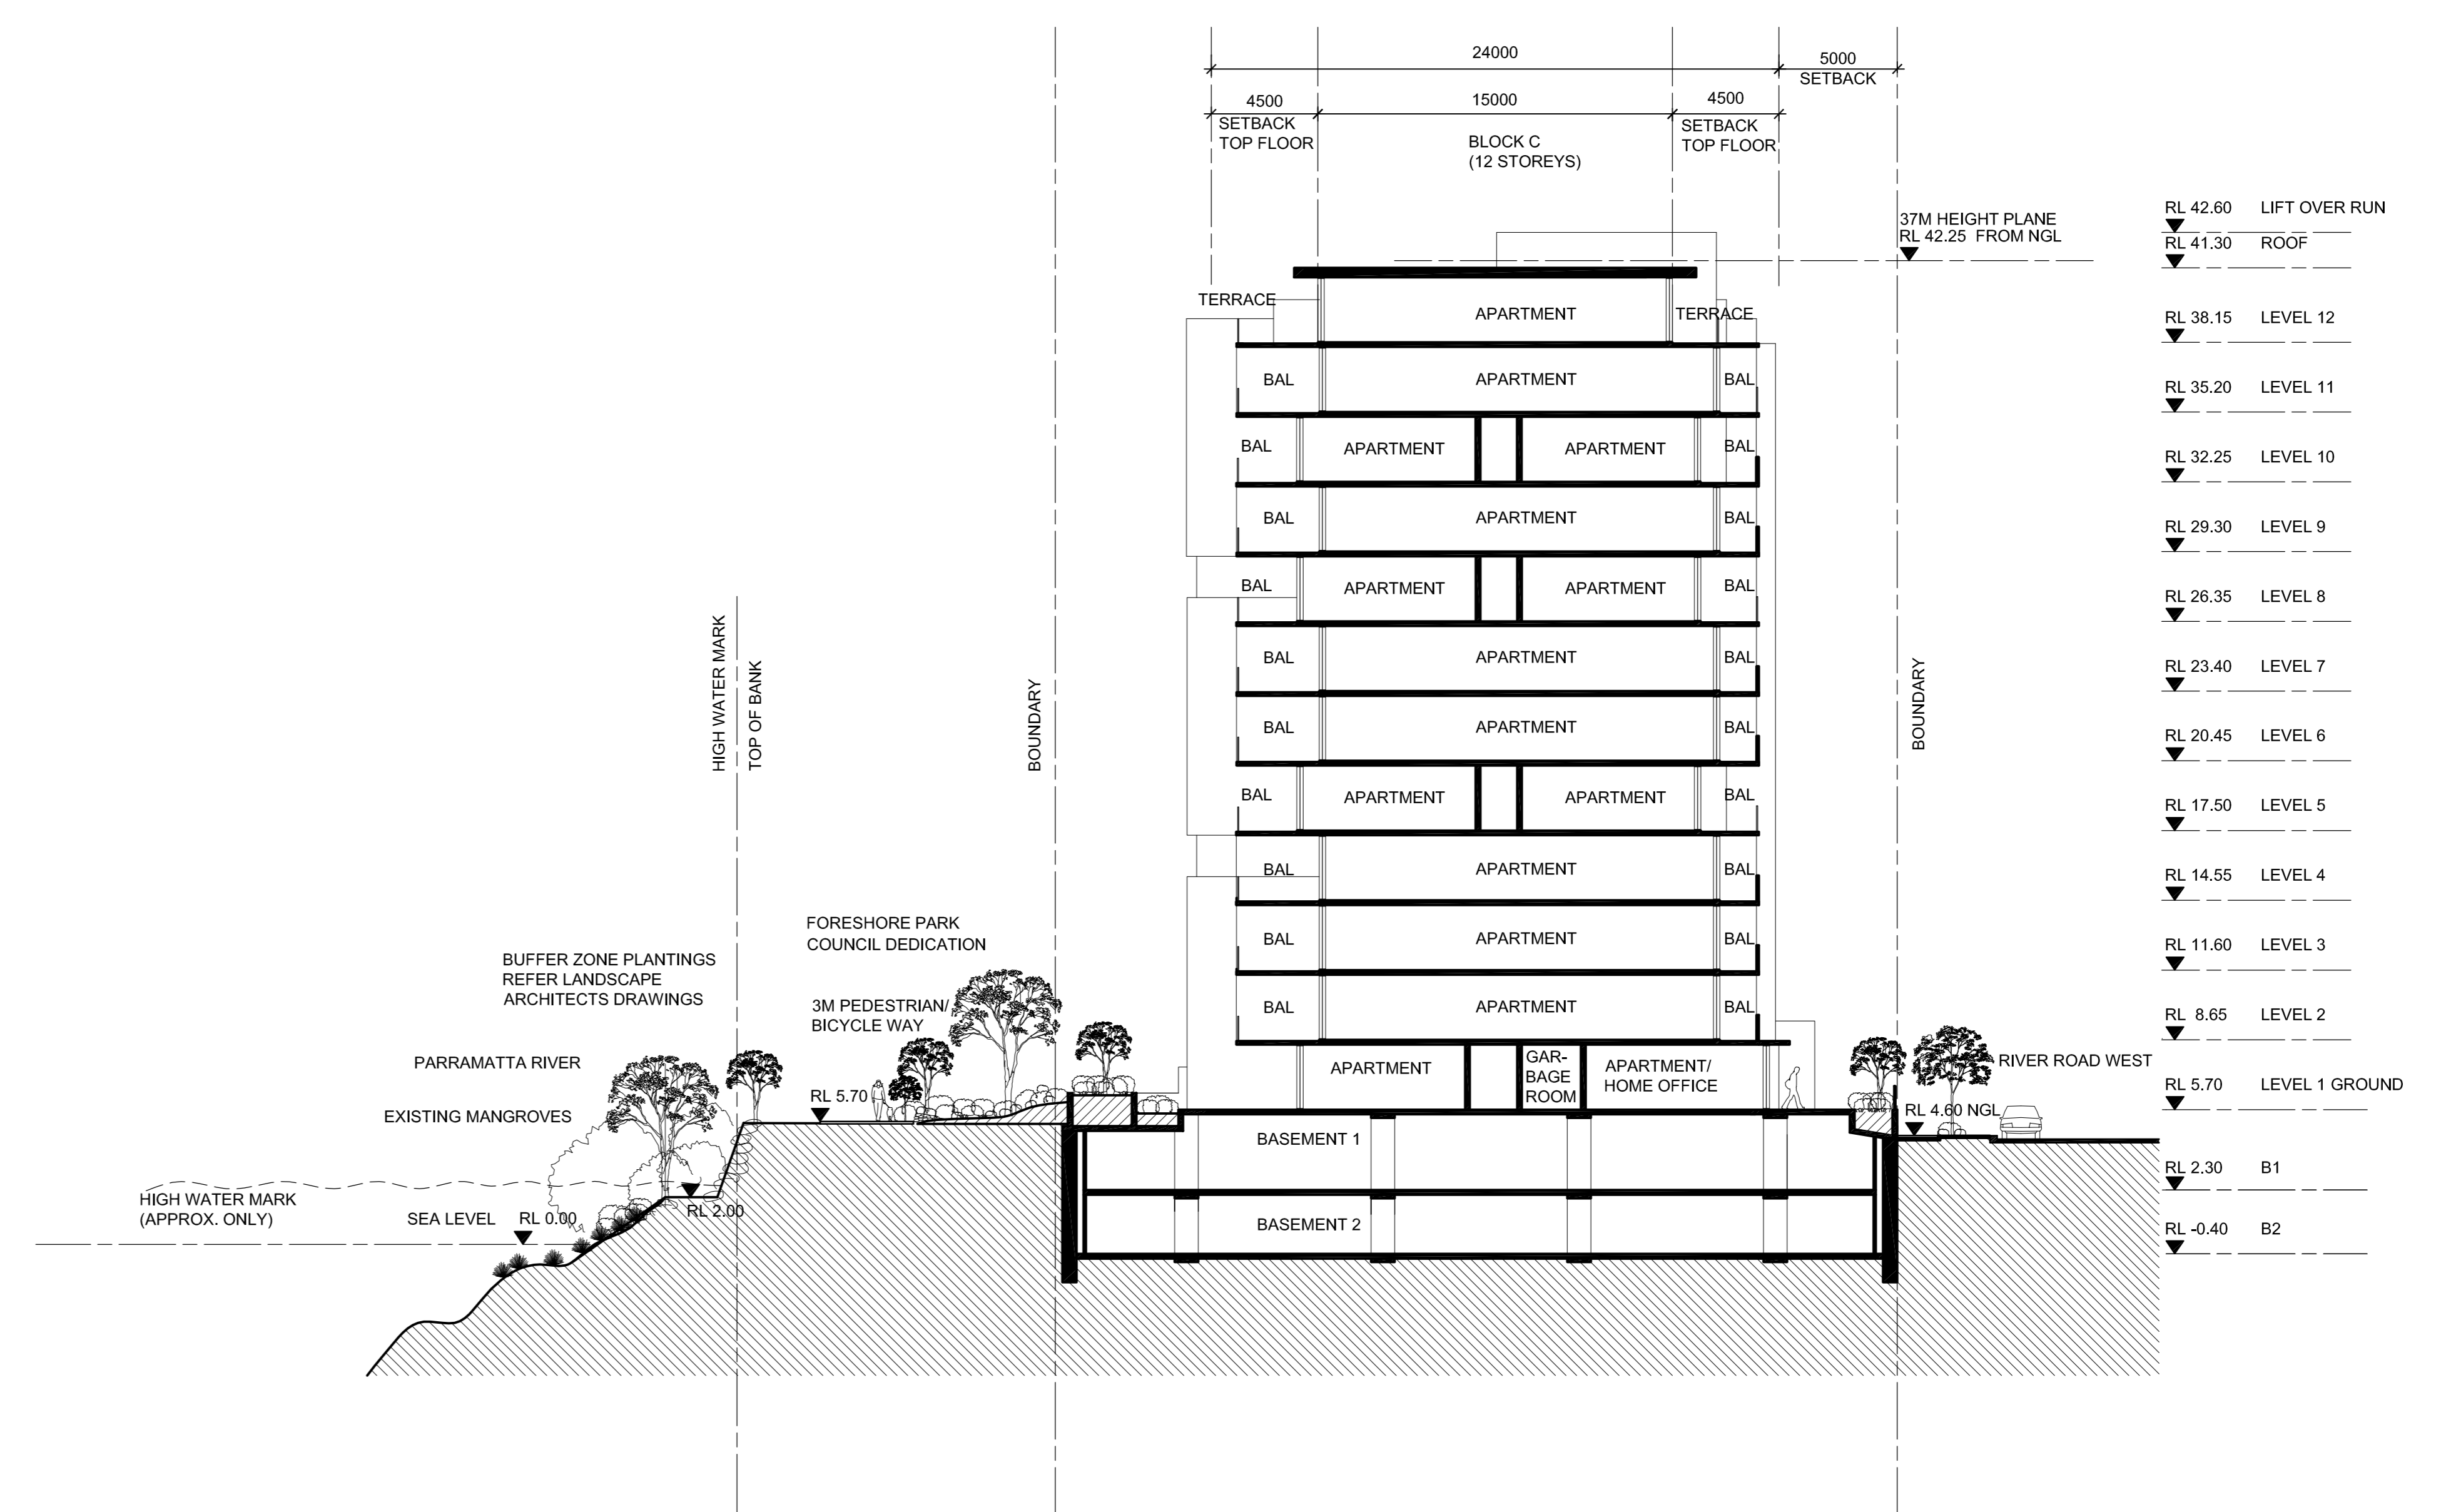 24000
5000
SETBACK
4500
15000
4500
SETBACK
TOP FLOOR
BLOCK C
(12 STOREYS)
SETBACK
TOP FLOOR
37M HEIGHT PLANE
RL 42.25 FROM NGL
RL 42.60 LIFT OVER RUN
RL 41.30 ROOF
TERRACE
APARTMENT
TERRACE
RL 38.15 LEVEL 12
BAL
APARTMENT
BAL
RL 35.20 LEVEL 11
BAL
APARTMENT
APARTMENT
BAL
RL 32.25 LEVEL 10
BAL
APARTMENT
BAL
RL 29.30 LEVEL 9
BAL
APARTMENT
APARTMENT
BAL
RL 26.35 LEVEL 8
BAL
APARTMENT
BAL
RL 23.40 LEVEL 7
BAL
APARTMENT
BAL
RL 20.45 LEVEL 6
BAL
APARTMENT
APARTMENT
BAL
RL 17.50 LEVEL 5
BAL
APARTMENT
BAL
RL 14.55 LEVEL 4
BAL
APARTMENT
BAL
RL 11.60 LEVEL 3
BAL
APARTMENT
BAL
RL 8.65 LEVEL 2
APARTMENT
GAR-
BAGE
ROOM
APARTMENT/
HOME OFFICE
RIVER ROAD WEST
RL 5.70 LEVEL 1 GROUND
RL 4.60 NGL
BASEMENT 1
RL 2.30 B1
BASEMENT 2
RL -0.40 B2
HIGH WATER MARK
TOP OF BANK
BOUNDARY
BOUNDARY
FORESHORE PARK
COUNCIL DEDICATION
BUFFER ZONE PLANTINGS
REFER LANDSCAPE
ARCHITECTS DRAWINGS
3M PEDESTRIAN/
BICYCLE WAY
PARRAMATTA RIVER
RL 5.70
EXISTING MANGROVES
HIGH WATER MARK
(APPROX. ONLY)
SEA LEVEL RL 0.00
RL 2.00